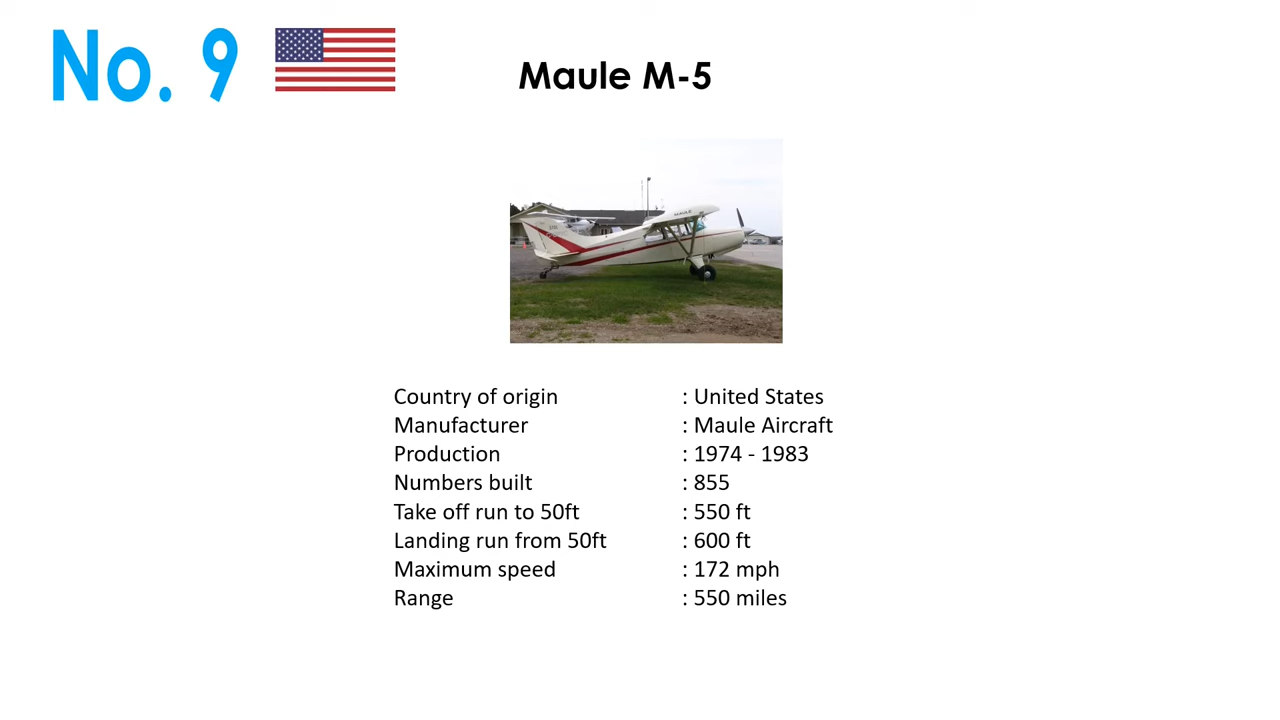 No. 9
Maule M-5
MAULE
Country of origin : United States
Manufacturer : Maule Aircraft
Production : 1974 - 1983
Numbers built : 855
Take off run to 50ft : 550 ft
Landing run from 50ft : 600 ft
Maximum speed : 172 mph
Range : 550 miles